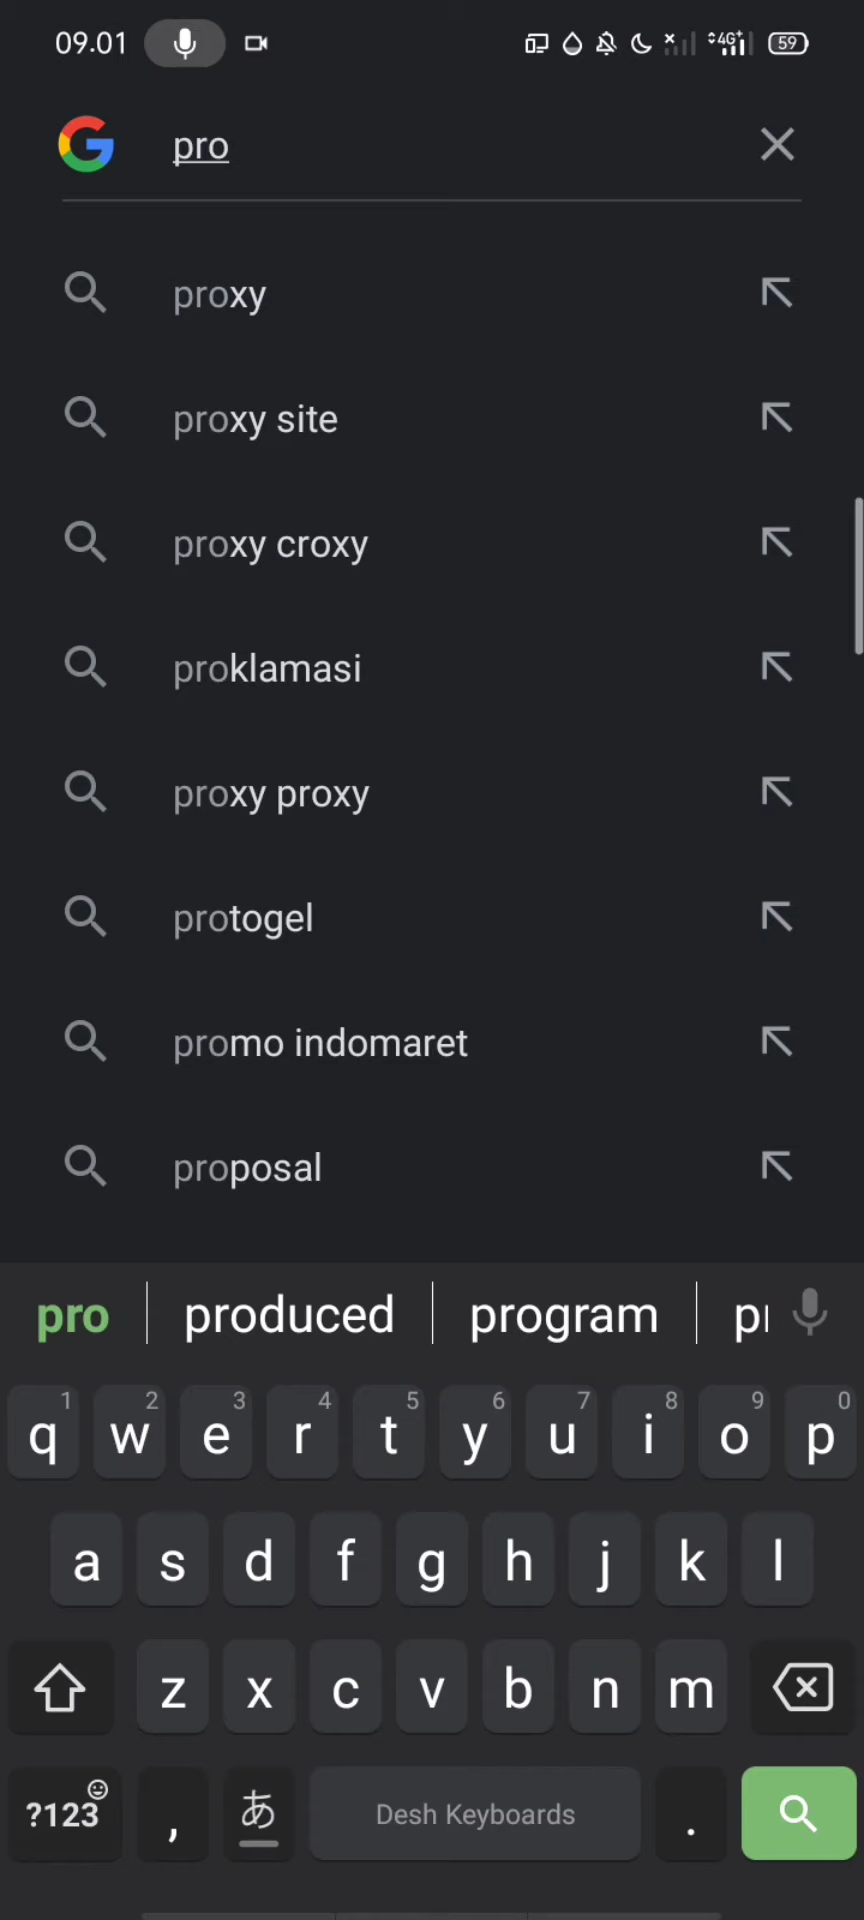 09.01 4G+ 59
pro
proxy
proxy site
proxy croxy
proklamasi
proxy proxy
protogel
promo indomaret
proposal
pro produced program
1 2 3 4 5 6 7 8 9 0
q w e r t y u i o p
a s d f g h j k l
z x c v b n m
?123 , あ Desh Keyboards .